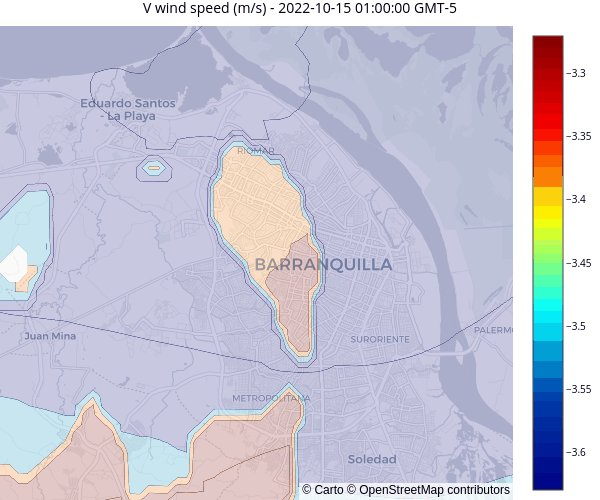 V wind speed (m/s) - 2022-10-15 01:00:00 GMT-5
Eduardo Santos
- La Playa
RIOMAR
BARRANQUILLA
Juan Mina
SURORIENTE
PALERMO
METROPOLITANA
Soledad
© Carto © OpenStreetMap contributors
−3.3
−3.35
−3.4
−3.45
−3.5
−3.55
−3.6